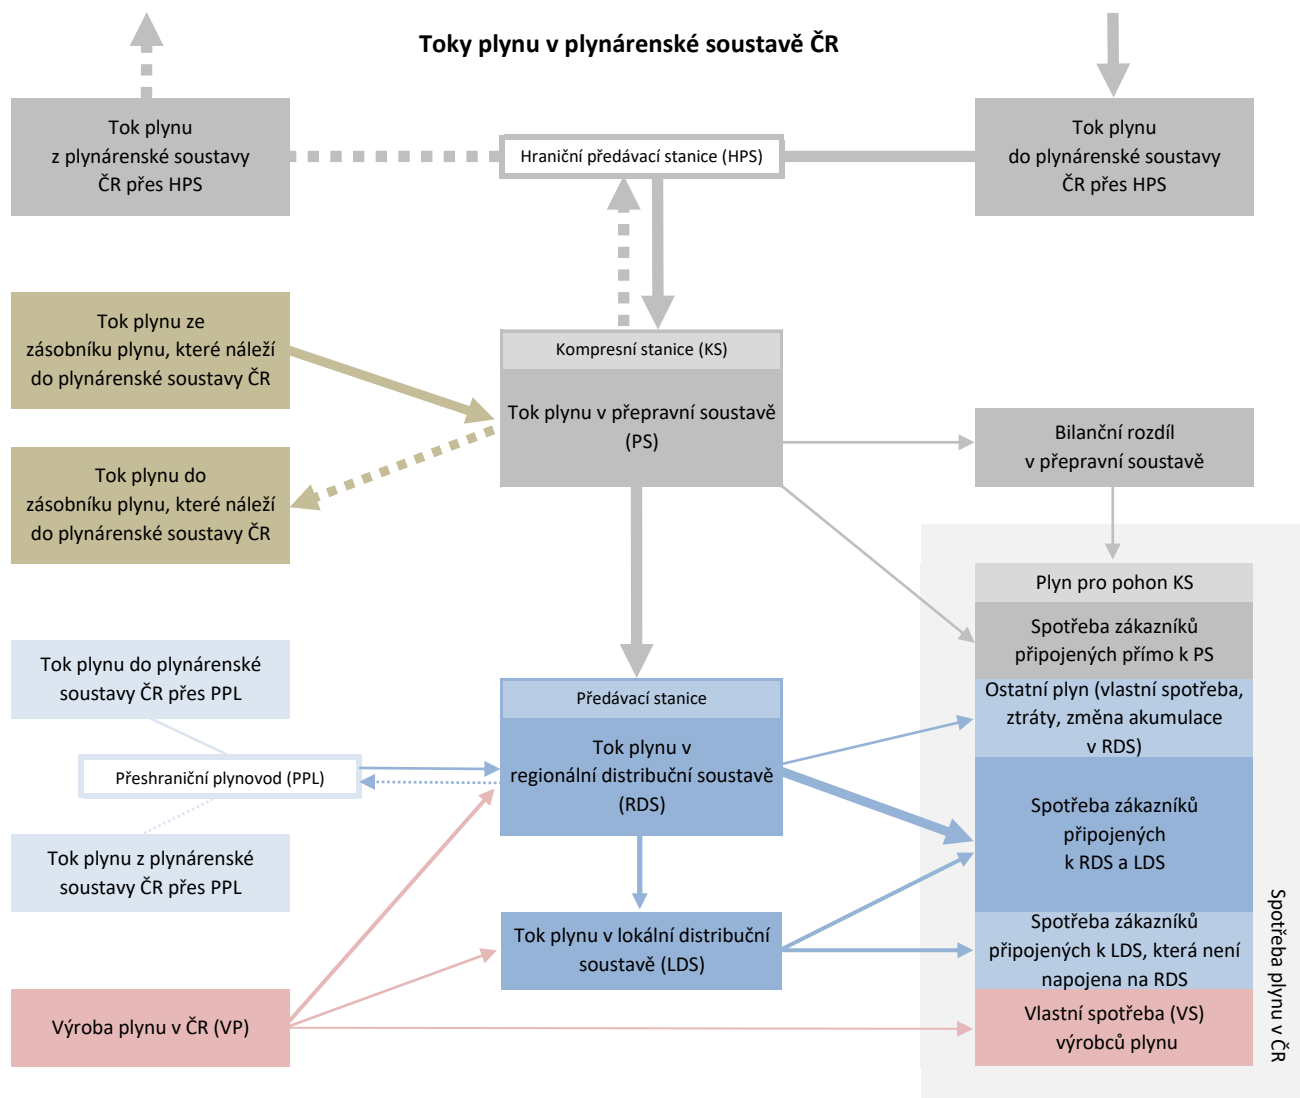 Toky plynu v plynárenské soustavě ČR
Tok plynu
z plynárenské soustavy
ČR přes HPS
Hraniční předávací stanice (HPS)
Tok plynu
do plynárenské soustavy
ČR přes HPS
Tok plynu ze
zásobníku plynu, které náleží
do plynárenské soustavy ČR
Kompresní stanice (KS)
Tok plynu v přepravní soustavě
(PS)
Bilanční rozdíl
v přepravní soustavě
Tok plynu do
zásobníku plynu, které náleží
do plynárenské soustavy ČR
Plyn pro pohon KS
Spotřeba zákazníků
připojených přímo k PS
Tok plynu do plynárenské
soustavy ČR přes PPL
Předávací stanice
Ostatní plyn (vlastní spotřeba,
ztráty, změna akumulace
v RDS)
Tok plynu v
regionální distribuční soustavě
(RDS)
Přeshraniční plynovod (PPL)
Spotřeba zákazníků
připojených
k RDS a LDS
Tok plynu z plynárenské
soustavy ČR přes PPL
Tok plynu v lokální distribuční
soustavě (LDS)
Spotřeba zákazníků
připojených k LDS, která není
napojena na RDS
Výroba plynu v ČR (VP)
Vlastní spotřeba (VS)
výrobců plynu
Spotřeba plynu v ČR